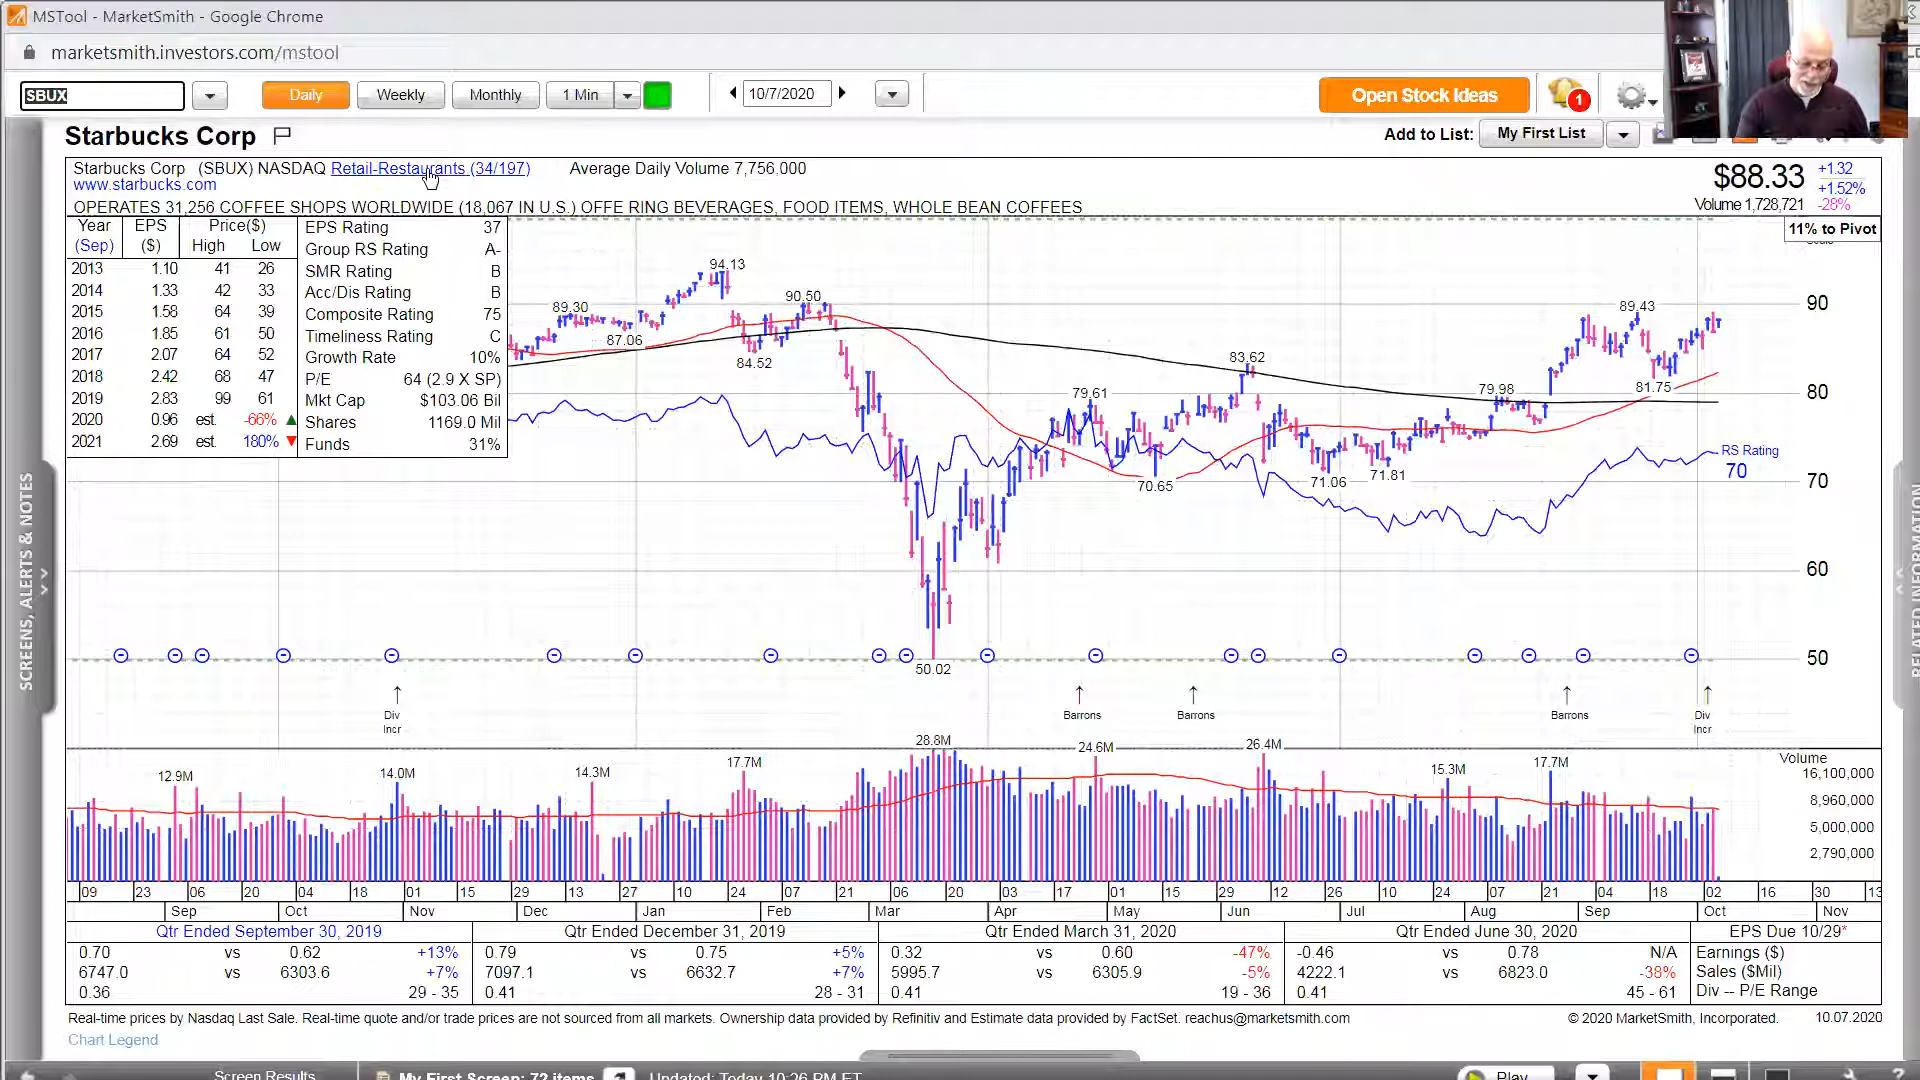 MSTool - MarketSmith - Google Chrome
marketsmith.investors.com/mstool
SBUX Daily Weekly Monthly 1 Min 10/7/2020 Open Stock Ideas 1
Starbucks Corp Add to List: My First List
Starbucks Corp (SBUX) NASDAQ Retail-Restaurants (34/197) Average Daily Volume 7,756,000 $88.33 +1.32
www.starbucks.com +1.52%
OPERATES 31,256 COFFEE SHOPS WORLDWIDE (18,067 IN U.S.) OFFE RING BEVERAGES, FOOD ITEMS, WHOLE BEAN COFFEES Volume 1,728,721 -28%
11% to Pivot
Year EPS Price($)
(Sep) ($) High Low
2013 1.10 41 26
2014 1.33 42 33
2015 1.58 64 39
2016 1.85 61 50
2017 2.07 64 52
2018 2.42 68 47
2019 2.83 99 61
2020 0.96 est. -66%
2021 2.69 est. 180%
EPS Rating 37
Group RS Rating A-
SMR Rating B
Acc/Dis Rating B
Composite Rating 75
Timeliness Rating C
Growth Rate 10%
P/E 64 (2.9 X SP)
Mkt Cap $103.06 Bil
Shares 1169.0 Mil
Funds 31%
94.13
89.30 90.50 89.43 90
87.06 84.52 83.62
79.61 79.98 81.75 80
RS Rating
70
70.65 71.06 71.81 70
60
50
50.02
SCREENS, ALERTS & NOTES
RELATED INFORMATION
Div Incr Barrons Barrons Barrons Div Incr
12.9M 14.0M 14.3M 17.7M 28.8M 24.6M 26.4M 15.3M 17.7M
Volume
16,100,000
8,960,000
5,000,000
2,790,000
09 23 06 20 04 18 01 15 29 13 27 10 24 07 21 06 20 03 17 01 15 29 12 26 10 24 07 21 04 18 02 16 30 13
Sep Oct Nov Dec Jan Feb Mar Apr May Jun Jul Aug Sep Oct Nov
Qtr Ended September 30, 2019 Qtr Ended December 31, 2019 Qtr Ended March 31, 2020 Qtr Ended June 30, 2020 EPS Due 10/29*
0.70 vs 0.62 +13% 0.79 vs 0.75 +5% 0.32 vs 0.60 -47% -0.46 vs 0.78 N/A Earnings ($)
6747.0 vs 6303.6 +7% 7097.1 vs 6632.7 +7% 5995.7 vs 6305.9 -5% 4222.1 vs 6823.0 -38% Sales ($Mil)
0.36 29 - 35 0.41 28 - 31 0.41 19 - 36 0.41 45 - 61 Div -- P/E Range
Real-time prices by Nasdaq Last Sale. Real-time quote and/or trade prices are not sourced from all markets. Ownership data provided by Refinitiv and Estimate data provided by FactSet. reachus@marketsmith.com © 2020 MarketSmith, Incorporated. 10.07.2020
Chart Legend
Screen Results My First Screen: 72 items Updated: Today 10:26 PM ET Play